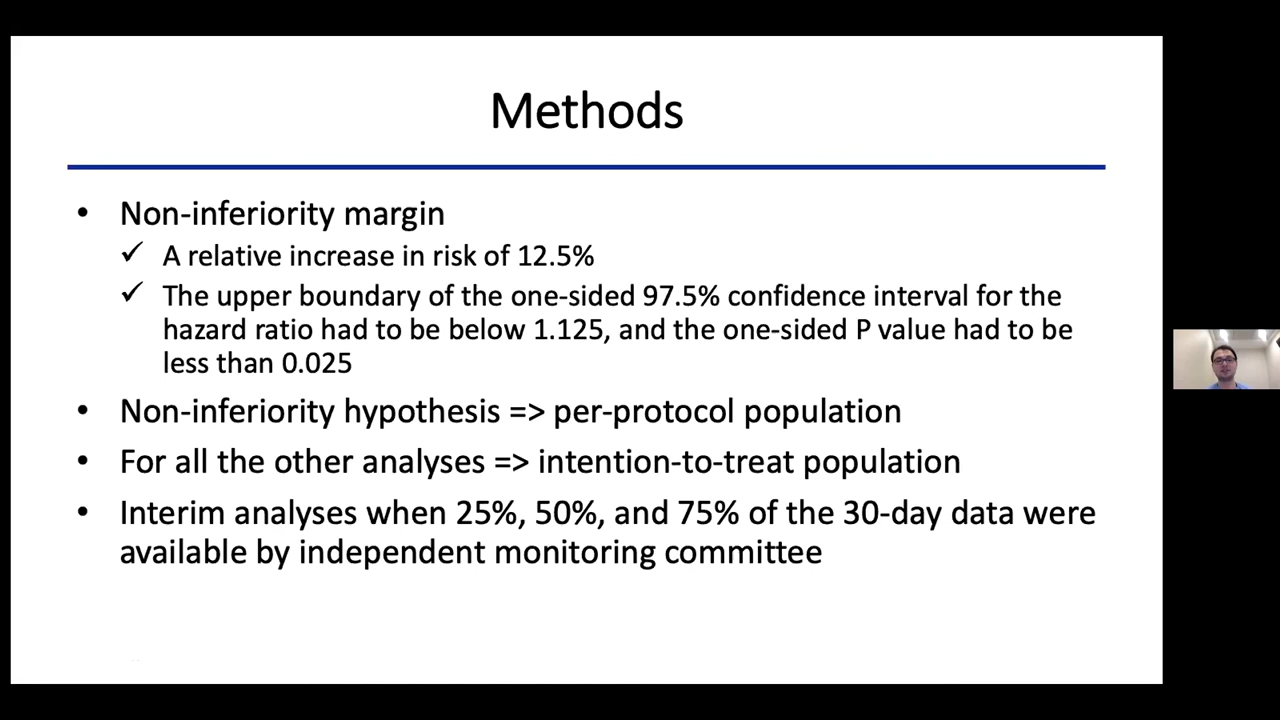 Methods
• Non-inferiority margin
✓ A relative increase in risk of 12.5%
✓ The upper boundary of the one-sided 97.5% confidence interval for the
hazard ratio had to be below 1.125, and the one-sided P value had to be
less than 0.025
• Non-inferiority hypothesis => per-protocol population
• For all the other analyses => intention-to-treat population
• Interim analyses when 25%, 50%, and 75% of the 30-day data were
available by independent monitoring committee